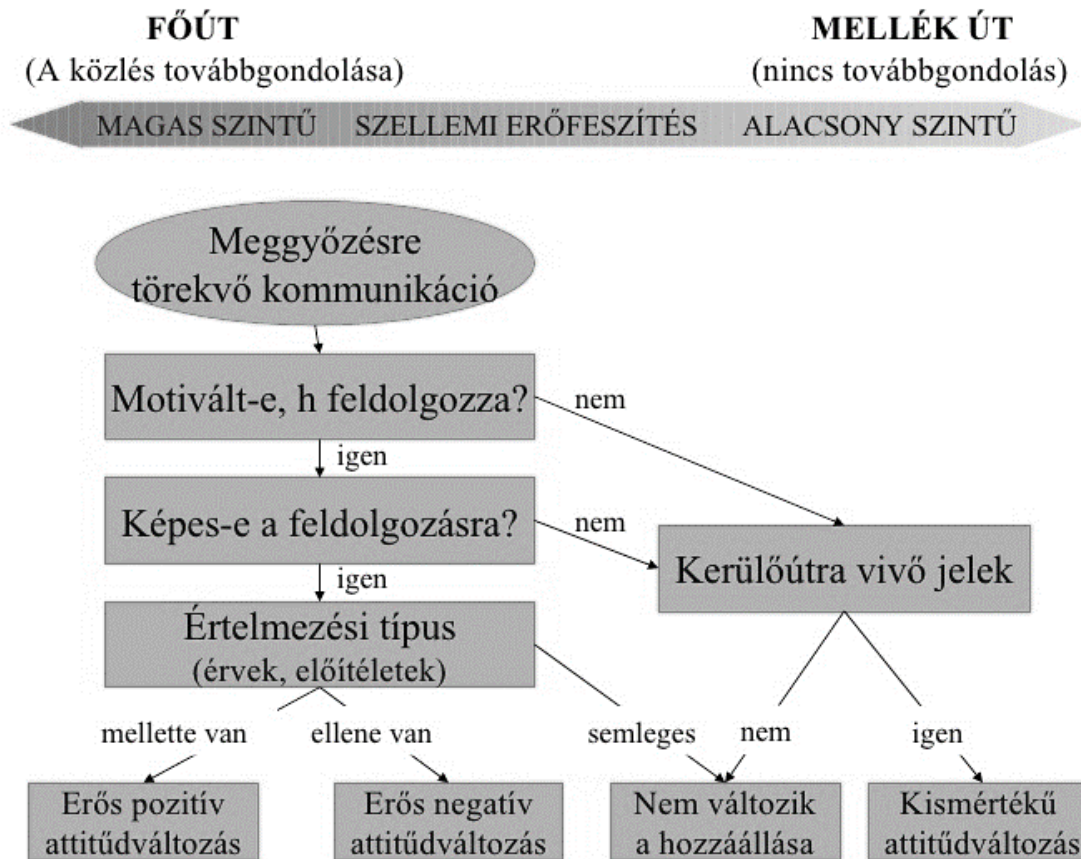 FŐÚT
(A közlés továbbgondolása)
MELLÉK ÚT
(nincs továbbgondolás)
MAGAS SZINTŰ SZELLEMI ERŐFESZÍTÉS ALACSONY SZINTŰ
Meggyőzésre
törekvő kommunikáció
Motivált-e, h feldolgozza?
nem
igen
Képes-e a feldolgozásra?
nem
igen
Kerülőútra vivő jelek
Értelmezési típus
(érvek, előítéletek)
mellette van
ellene van
semleges
nem
igen
Erős pozitív
attitűdváltozás
Erős negatív
attitűdváltozás
Nem változik
a hozzáállása
Kismértékű
attitűdváltozás